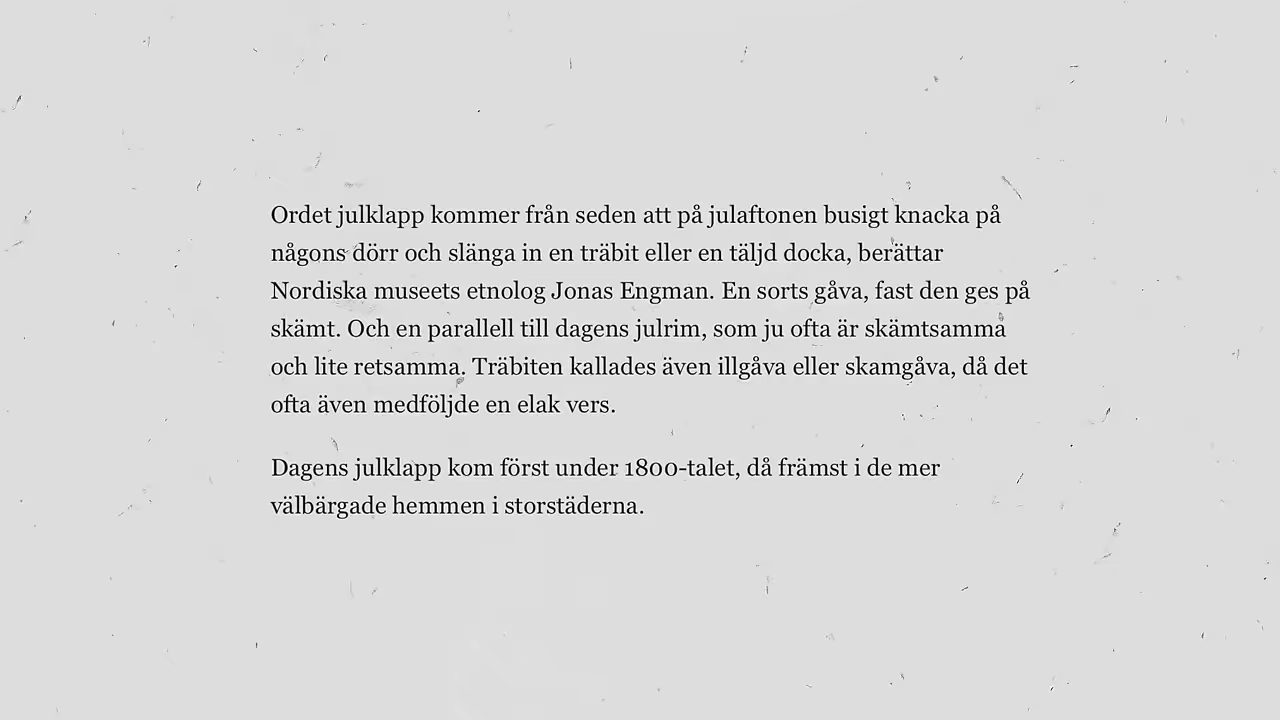 Ordet julklapp kommer från seden att på julaftonen busigt knacka på
någons dörr och slänga in en träbit eller en täljd docka, berättar
Nordiska museets etnolog Jonas Engman. En sorts gåva, fast den ges på
skämt. Och en parallell till dagens julrim, som ju ofta är skämtsamma
och lite retsamma. Träbiten kallades även illgåva eller skamgåva, då det
ofta även medföljde en elak vers.
Dagens julklapp kom först under 1800-talet, då främst i de mer
välbärgade hemmen i storstäderna.